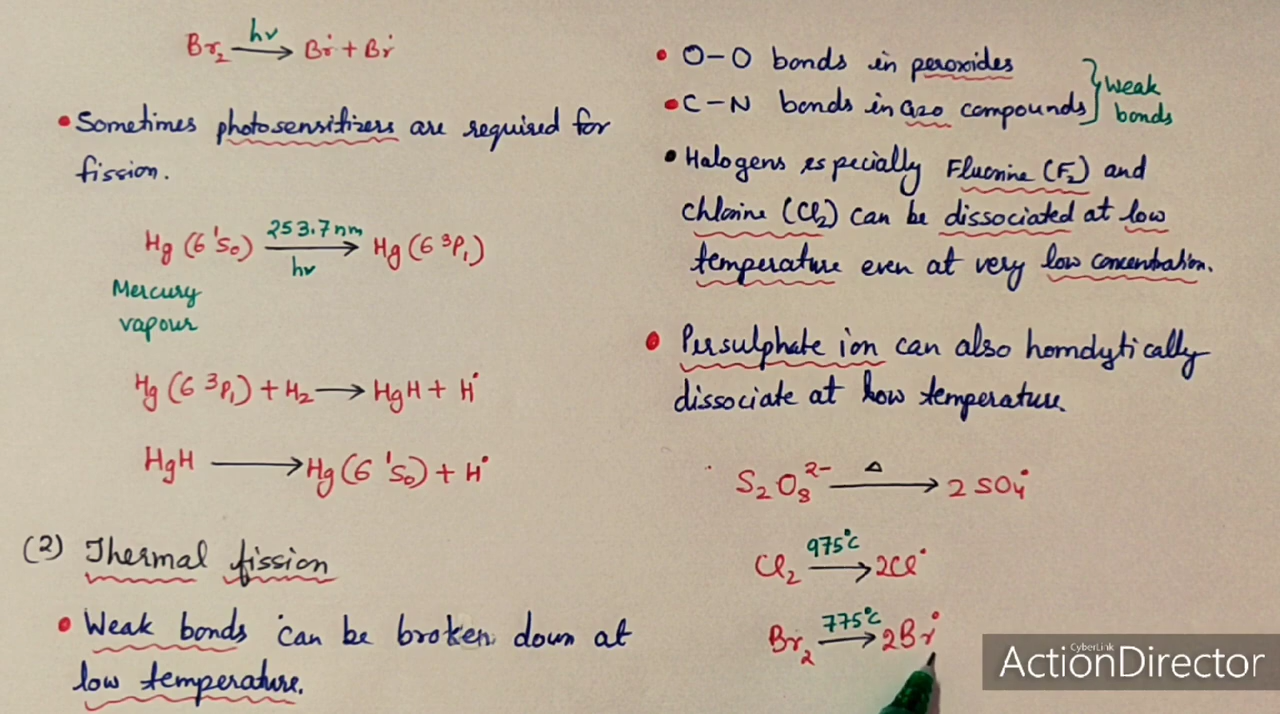 Br₂ —hν→ Br• + Br•
• Sometimes photosensitizers are required for
fission.
Hg (6 ¹S₀) —253.7 nm, hν→ Hg (6 ³P₁)
Mercury
vapour
Hg (6 ³P₁) + H₂ ⟶ HgH + H•
HgH ⟶ Hg (6 ¹S₀) + H•
(2) Thermal fission
• Weak bonds can be broken down at
low temperature.
• O–O bonds in peroxides
• C–N bonds in azo compounds
} Weak
bonds
• Halogens especially Fluorine (F₂) and
chlorine (Cl₂) can be dissociated at low
temperature even at very low concentration.
• Persulphate ion can also homolytically
dissociate at low temperature.
S₂O₈²⁻ —Δ→ 2 SO₄•
Cl₂ —975°C→ 2Cl•
Br₂ —775°C→ 2Br•
CyberLink
ActionDirector